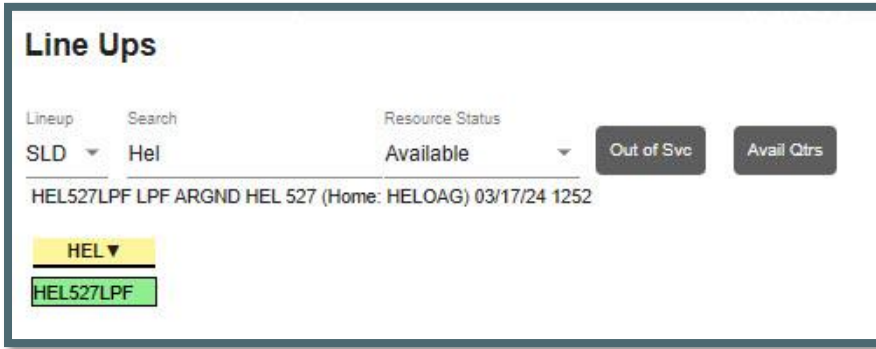 Line Ups
Lineup Search Resource Status
SLD Hel Available Out of Svc Avail Qtrs
HEL527LPF LPF ARGND HEL 527 (Home: HELOAG) 03/17/24 1252
HEL▼
HEL527LPF